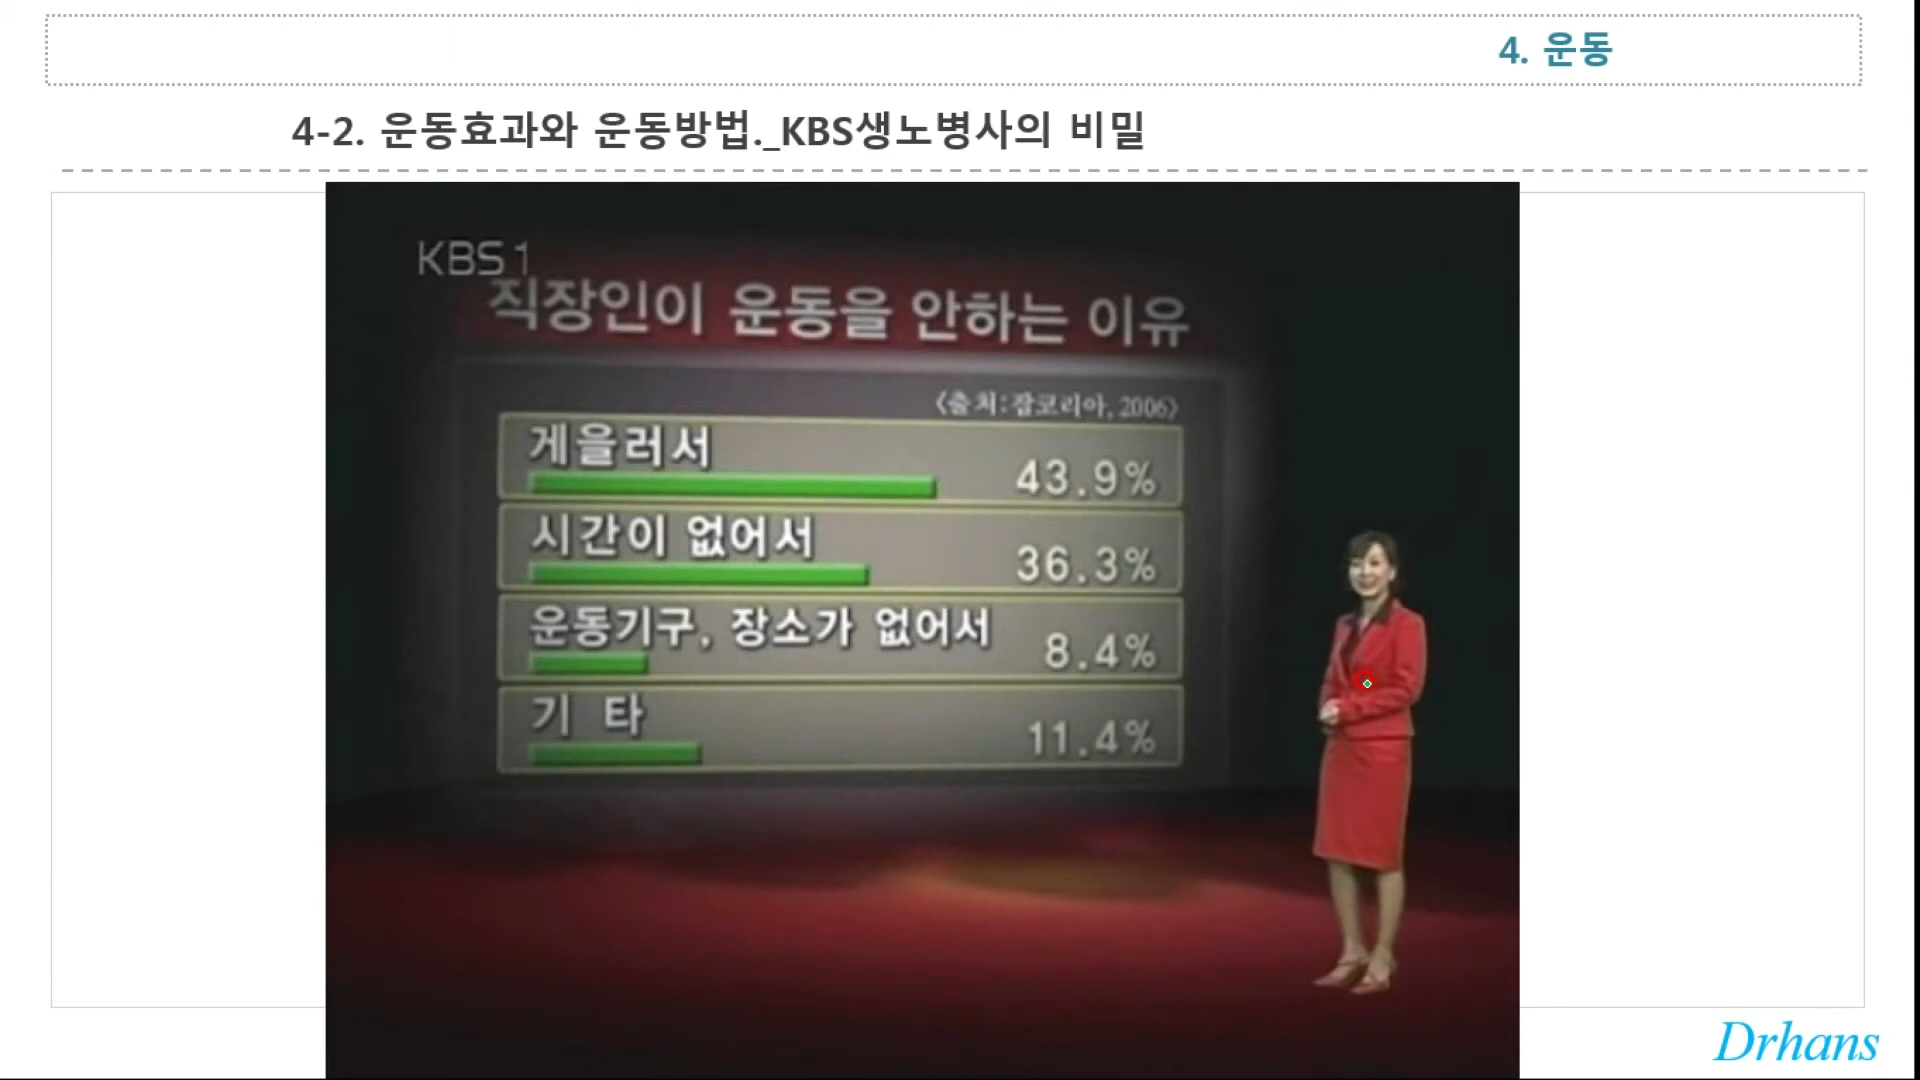 4. 운동
4-2. 운동효과와 운동방법._KBS생노병사의 비밀
KBS 1
직장인이 운동을 안하는 이유
<출처:잡코리아, 2006>
게을러서
43.9%
시간이 없어서
36.3%
운동기구, 장소가 없어서
8.4%
기 타
11.4%
Drhans